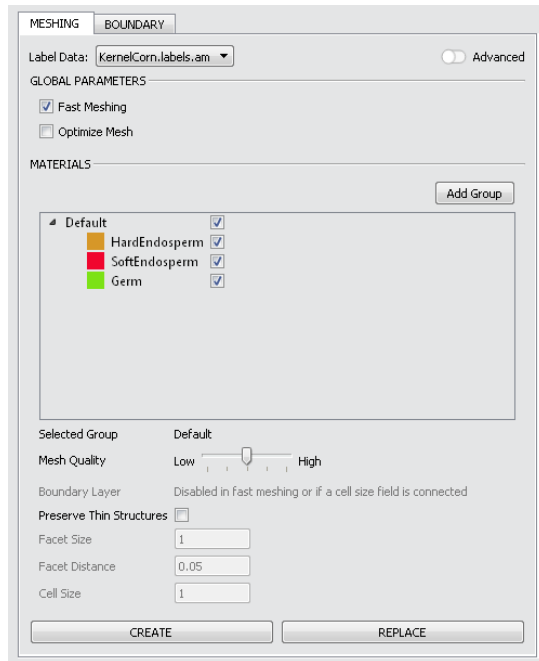 MESHING BOUNDARY
Label Data: KernelCorn.labels.am Advanced
GLOBAL PARAMETERS
Fast Meshing
Optimize Mesh
MATERIALS
Add Group
Default
HardEndosperm
SoftEndosperm
Germ
Selected Group Default
Mesh Quality Low High
Boundary Layer Disabled in fast meshing or if a cell size field is connected
Preserve Thin Structures
Facet Size 1
Facet Distance 0.05
Cell Size 1
CREATE REPLACE